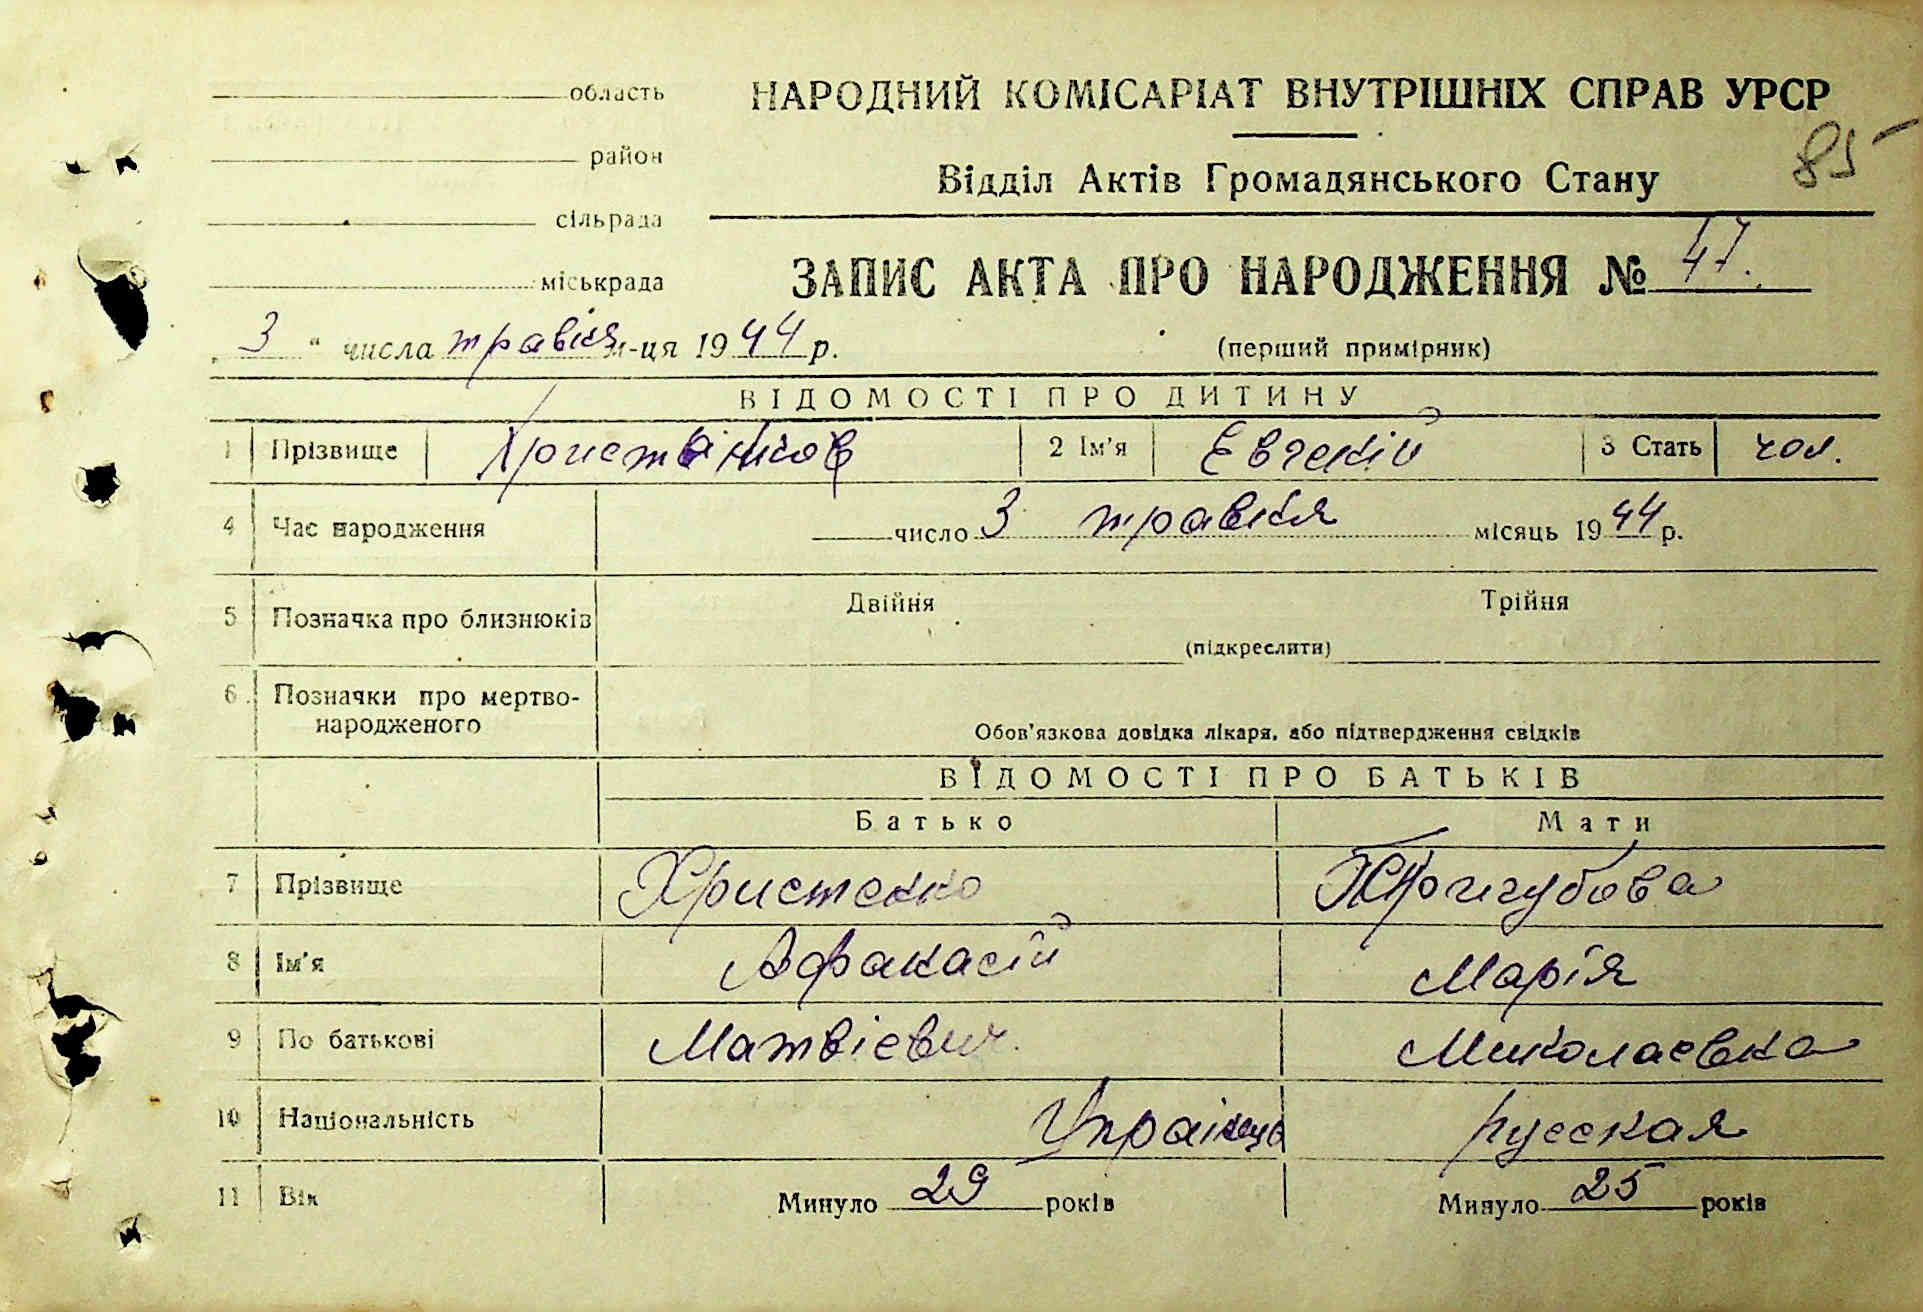 область
НАРОДНИЙ КОМІСАРІАТ ВНУТРІШНІХ СПРАВ УРСР
85
район
Відділ Актів Громадянського Стану
сільрада
міськрада
ЗАПИС АКТА ПРО НАРОДЖЕННЯ № 47.
„ 3 “ числа травня м-ця 1944 р.
(перший примірник)
ВІДОМОСТІ ПРО ДИТИНУ
1 Прізвище 2 Ім'я Евгеній 3 Стать чол.
4 Час народження число 3 травня місяць 1944 р.
5 Позначка про близнюків Двійня Трійня
(підкреслити)
6. Позначки про мертво-
народженого
Обов'язкова довідка лікаря, або підтвердження свідків
ВІДОМОСТІ ПРО БАТЬКІВ
Батько Мати
7 Прізвище Христенко
8 Ім'я Афанасій Марія
9 По батькові Матвієвич Миколаевна
10 Національність Українець русская
11 Вік Минуло 29 років Минуло 25 років